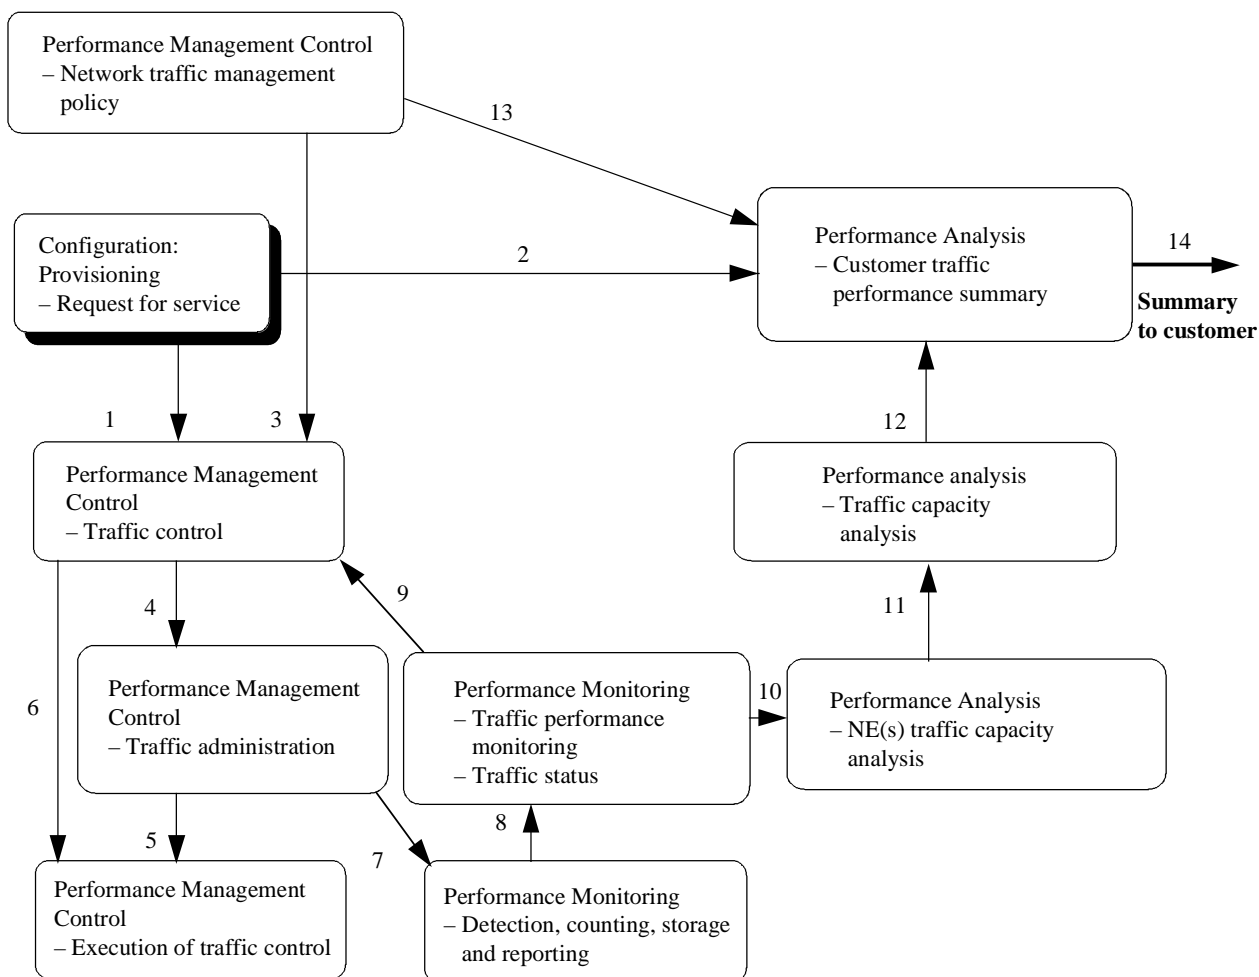 Performance Management Control
– Network traffic management
policy
13
Configuration:
Provisioning
– Request for service
2
Performance Analysis
– Customer traffic
performance summary
14
Summary
to customer
1
3
12
Performance Management
Control
– Traffic control
Performance analysis
– Traffic capacity
analysis
9
4
11
6
Performance Management
Control
– Traffic administration
Performance Monitoring
– Traffic performance
monitoring
– Traffic status
10
Performance Analysis
– NE(s) traffic capacity
analysis
5
7
8
Performance Management
Control
– Execution of traffic control
Performance Monitoring
– Detection, counting, storage
and reporting